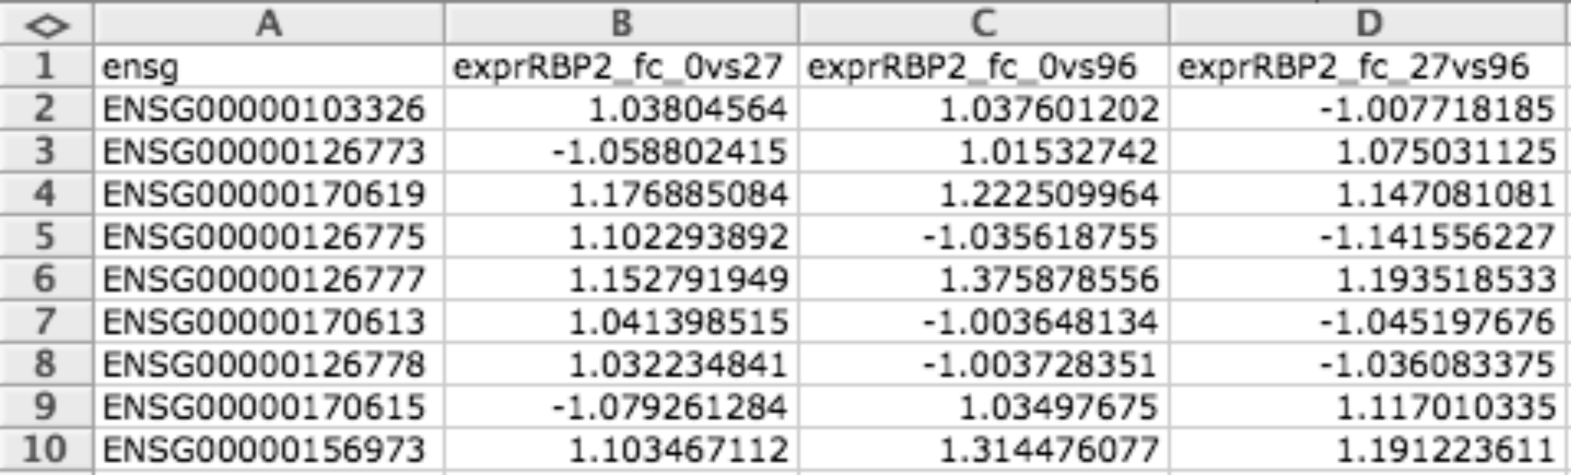 A B C D
1 ensg exprRBP2_fc_0vs27 exprRBP2_fc_0vs96 exprRBP2_fc_27vs96
2 ENSG00000103326 1.03804564 1.037601202 -1.007718185
3 ENSG00000126773 -1.058802415 1.01532742 1.075031125
4 ENSG00000170619 1.176885084 1.222509964 1.147081081
5 ENSG00000126775 1.102293892 -1.035618755 -1.141556227
6 ENSG00000126777 1.152791949 1.375878556 1.193518533
7 ENSG00000170613 1.041398515 -1.003648134 -1.045197676
8 ENSG00000126778 1.032234841 -1.003728351 -1.036083375
9 ENSG00000170615 -1.079261284 1.03497675 1.117010335
10 ENSG00000156973 1.103467112 1.314476077 1.191223611